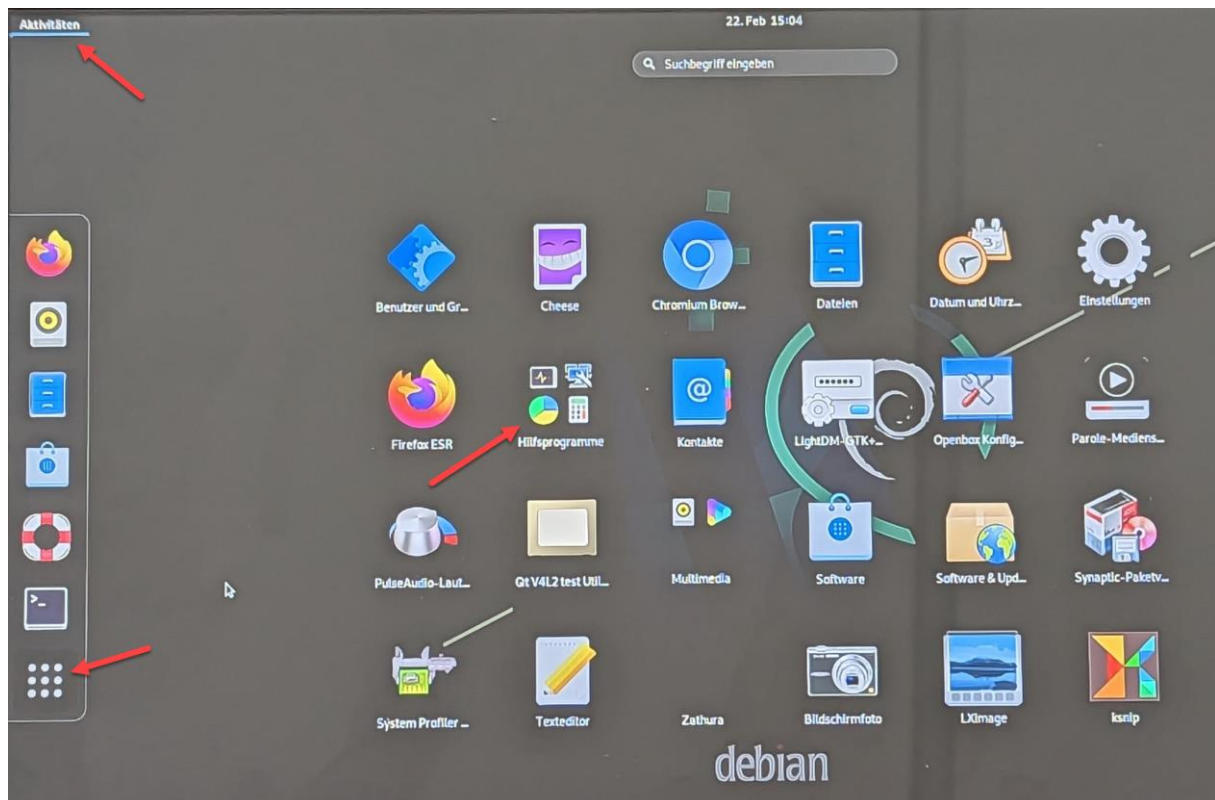 Aktivitäten
22. Feb 15:04
Suchbegriff eingeben
Benutzer und Gr...
Cheese
Chromium Brow...
Dateien
Datum und Uhrz...
Einstellungen
Firefox ESR
Hilfsprogramme
Kontakte
LightDM-GTK+...
Openbox Konfig...
Parole-Mediens...
PulseAudio-Laut...
Qt V4L2 test Util...
Multimedia
Software
Software & Upd...
Synaptic-Paketv...
System Profiler ...
Texteditor
Zathura
Bildschirmfoto
LXImage
ksnip
debian